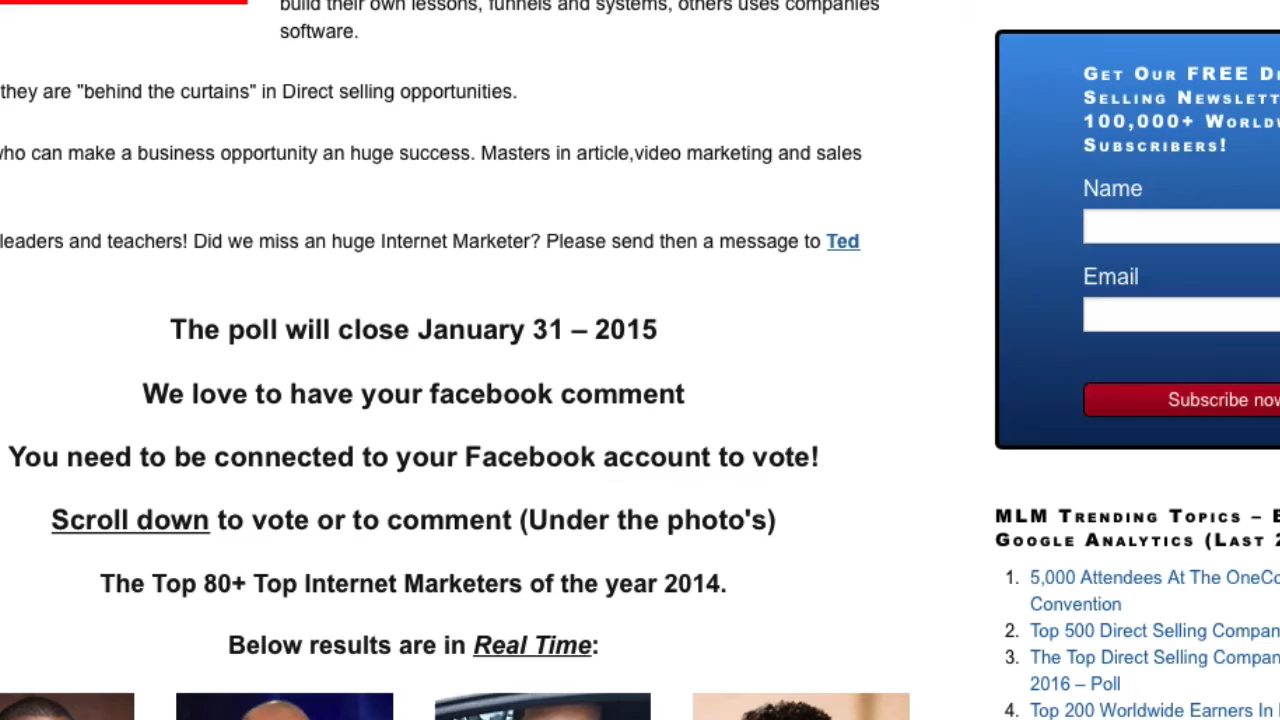 build their own lessons, funnels and systems, others uses companies
software.
they are "behind the curtains" in Direct selling opportunities.
who can make a business opportunity an huge success. Masters in article,video marketing and sales
leaders and teachers! Did we miss an huge Internet Marketer? Please send then a message to Ted
The poll will close January 31 – 2015
We love to have your facebook comment
You need to be connected to your Facebook account to vote!
Scroll down to vote or to comment (Under the photo's)
The Top 80+ Top Internet Marketers of the year 2014.
Below results are in Real Time:
Get Our FREE
Selling
100,000+
Subscribers!
Name
Email
Subscribe now
MLM Trending Topics –
Google Analytics (Last
1. 5,000 Attendees At The
Convention
2. Top 500 Direct Selling
3. The Top Direct Selling
2016 – Poll
4. Top 200 Worldwide Earners In